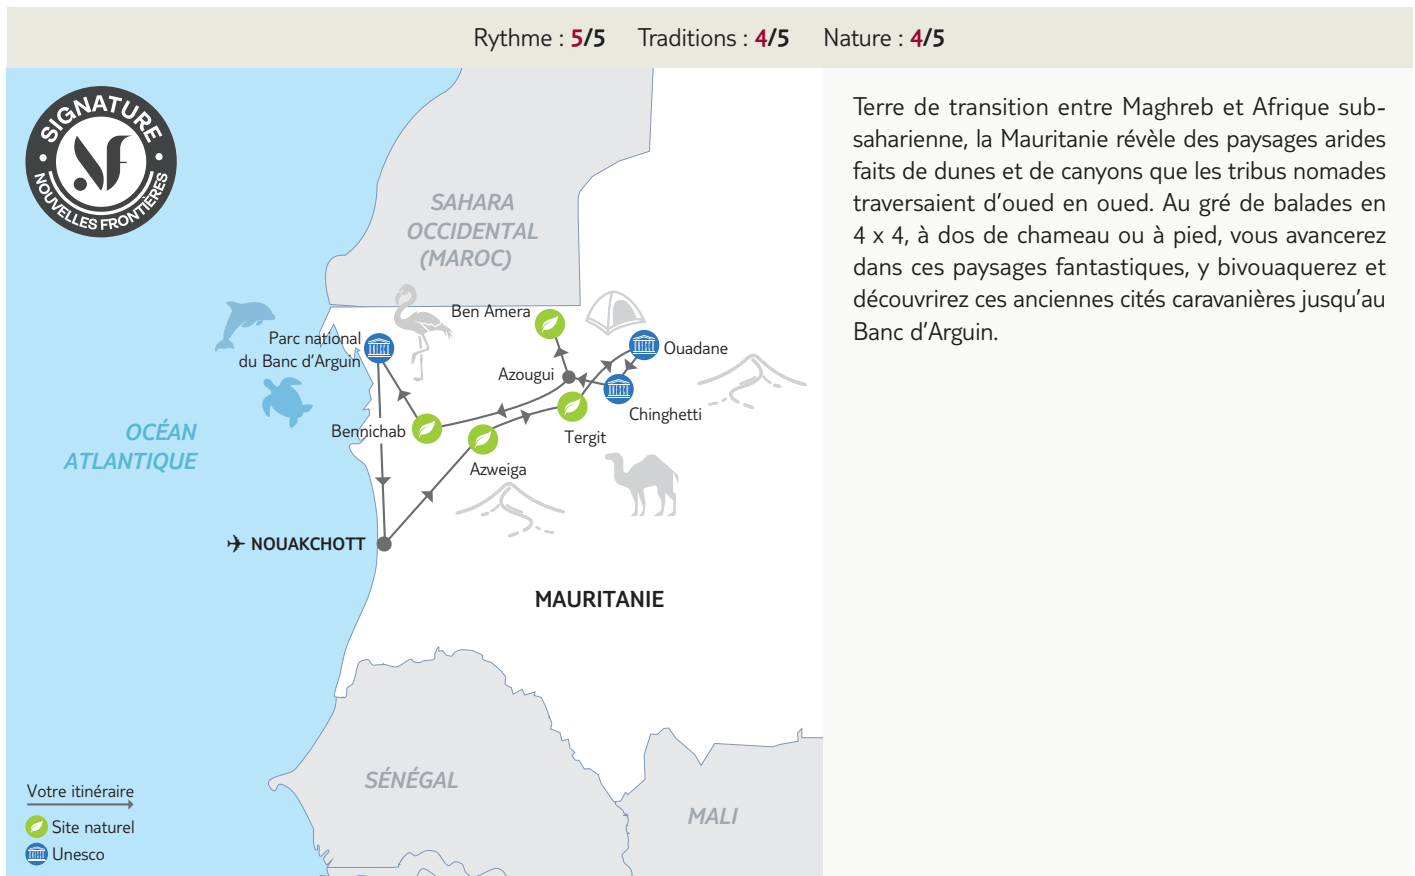 Rythme : 5/5 Traditions : 4/5 Nature : 4/5
SIGNATURE
NF
NOUVELLES FRONTIÈRES
SAHARA
OCCIDENTAL
(MAROC)
Ben Amera
Parc national
du Banc d'Arguin
UNESCO
Ouadane
UNESCO
Azougui
UNESCO
Chinghetti
Bennichab
Tergit
Azweiga
OCÉAN
ATLANTIQUE
NOUAKCHOTT
MAURITANIE
SÉNÉGAL
MALI
Votre itinéraire
Site naturel
UNESCO
Unesco
Terre de transition entre Maghreb et Afrique sub-
saharienne, la Mauritanie révèle des paysages arides
faits de dunes et de canyons que les tribus nomades
traversaient d'oued en oued. Au gré de balades en
4 x 4, à dos de chameau ou à pied, vous avancerez
dans ces paysages fantastiques, y bivouaquerez et
découvrirez ces anciennes cités caravanières jusqu'au
Banc d'Arguin.